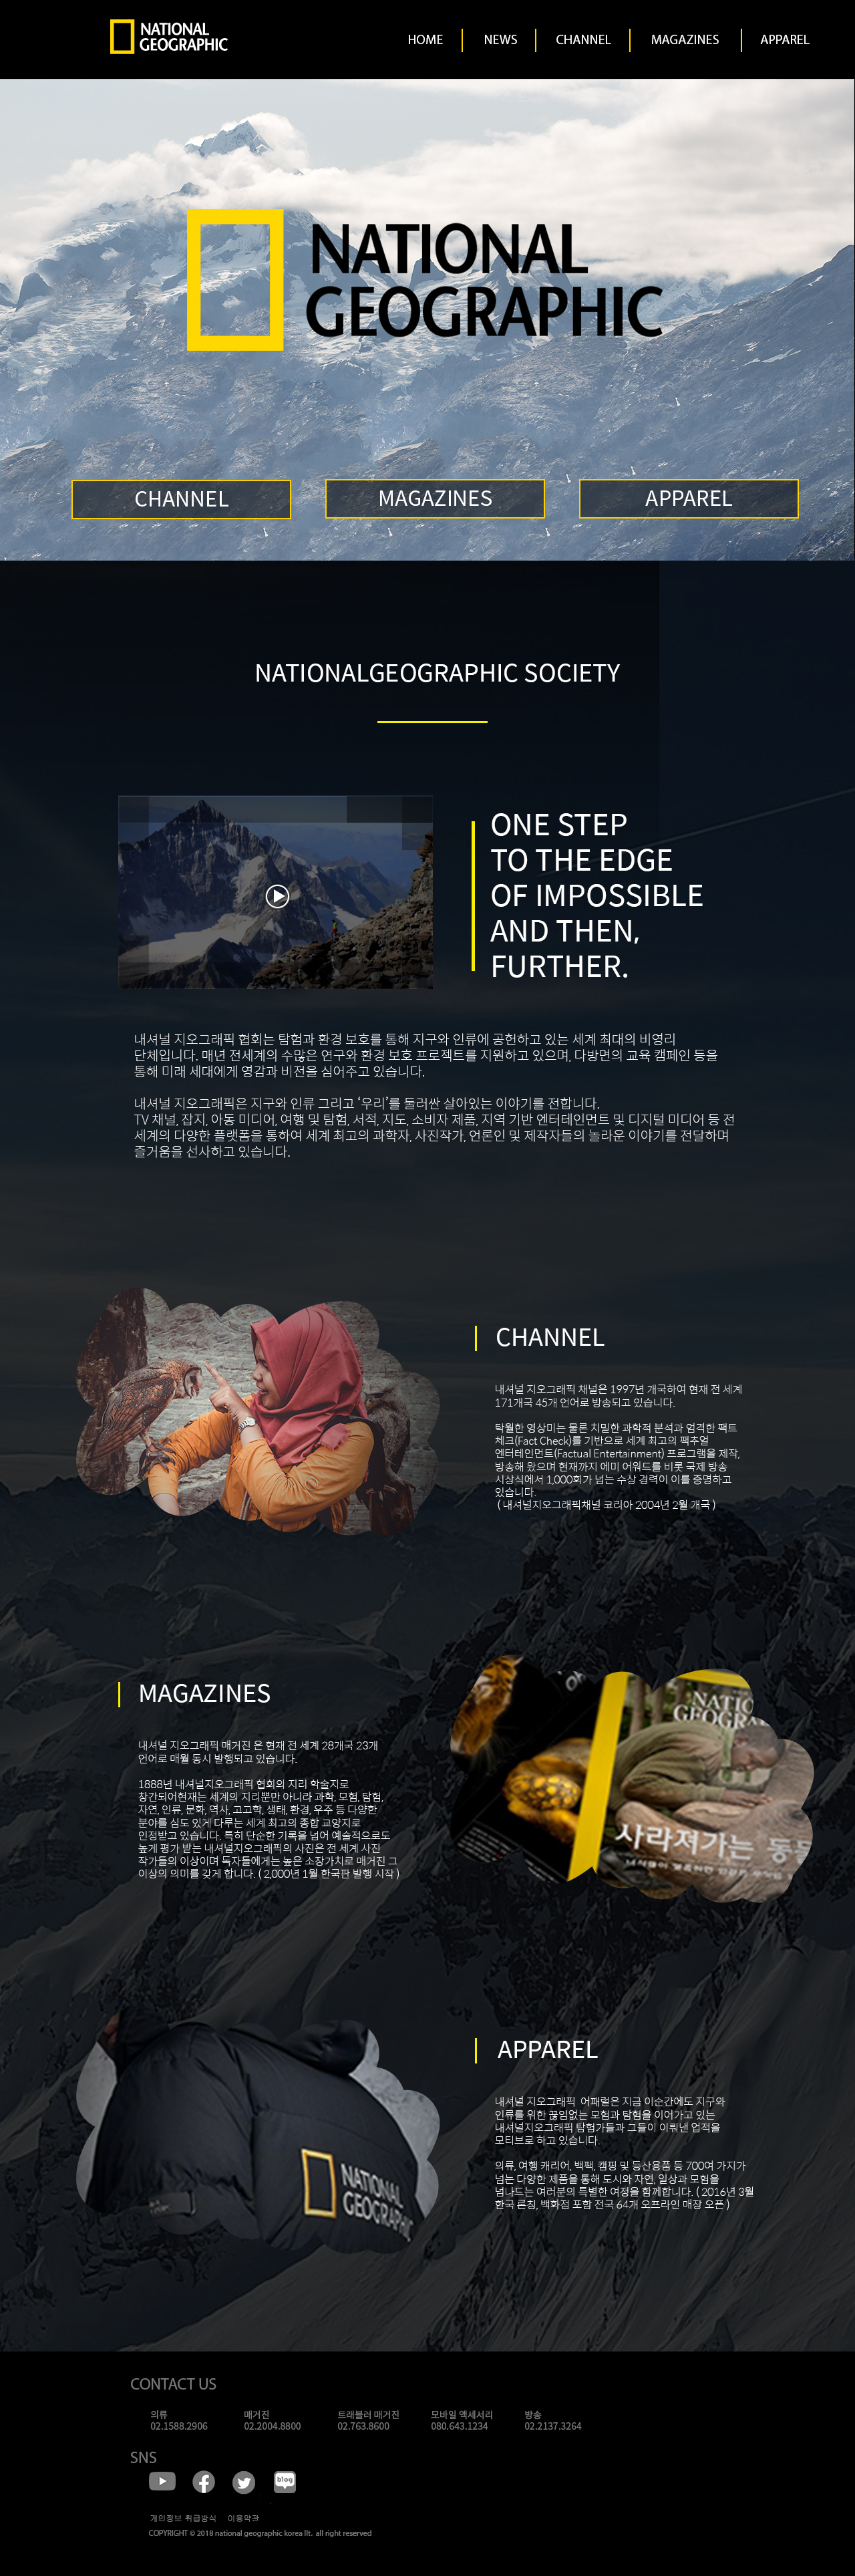 NATIONAL
GEOGRAPHIC
HOME
NEWS
CHANNEL
MAGAZINES
APPAREL
NATIONAL
GEOGRAPHIC
CHANNEL
MAGAZINES
APPAREL
NATIONALGEOGRAPHIC SOCIETY
ONE STEP
TO THE EDGE
OF IMPOSSIBLE
AND THEN,
FURTHER.
내셔널 지오그래픽 협회는 탐험과 환경 보호를 통해 지구와 인류에 공헌하고 있는 세계 최대의 비영리
단체입니다. 매년 전세계의 수많은 연구와 환경 보호 프로젝트를 지원하고 있으며, 다방면의 교육 캠페인 등을
통해 미래 세대에게 영감과 비전을 심어주고 있습니다.
내셔널 지오그래픽은 지구와 인류 그리고 ‘우리’를 둘러싼 살아있는 이야기를 전합니다.
TV 채널, 잡지, 아동 미디어, 여행 및 탐험, 서적, 지도, 소비자 제품, 지역 기반 엔터테인먼트 및 디지털 미디어 등 전
세계의 다양한 플랫폼을 통하여 세계 최고의 과학자, 사진작가, 언론인 및 제작자들의 놀라운 이야기를 전달하며
즐거움을 선사하고 있습니다.
CHANNEL
내셔널 지오그래픽 채널은 1997년 개국하여 현재 전 세계
171개국 45개 언어로 방송되고 있습니다.
탁월한 영상미는 물론 치밀한 과학적 분석과 엄격한 팩트
체크(Fact Check)를 기반으로 세계 최고의 팩추얼
엔터테인먼트(Factual Entertainment) 프로그램을 제작,
방송해 왔으며 현재까지 에미 어워드를 비롯 국제 방송
시상식에서 1,000회가 넘는 수상 경력이 이를 증명하고
있습니다.
( 내셔널지오그래픽채널 코리아 2004년 2월 개국 )
MAGAZINES
내셔널 지오그래픽 매거진 은 현재 전 세계 28개국 23개
언어로 매월 동시 발행되고 있습니다.
1888년 내셔널지오그래픽 협회의 지리 학술지로
창간되어현재는 세계의 지리뿐만 아니라 과학, 모험, 탐험,
자연, 인류, 문화, 역사, 고고학, 생태, 환경, 우주 등 다양한
분야를 심도 있게 다루는 세계 최고의 종합 교양지로
인정받고 있습니다. 특히 단순한 기록을 넘어 예술적으로도
높게 평가 받는 내셔널지오그래픽의 사진은 전 세계 사진
작가들의 이상이며 독자들에게는 높은 소장가치로 매거진 그
이상의 의미를 갖게 합니다. ( 2,000년 1월 한국판 발행 시작 )
NATIO
GEOGRA
사라져가는 동
APPAREL
내셔널 지오그래픽 어패럴은 지금 이순간에도 지구와
인류를 위한 끊임없는 모험과 탐험을 이어가고 있는
내셔널지오그래픽 탐험가들과 그들이 이뤄낸 업적을
모티브로 하고 있습니다.
의류, 여행 캐리어, 백팩, 캠핑 및 등산용품 등 700여 가지가
넘는 다양한 제품을 통해 도시와 자연, 일상과 모험을
넘나드는 여러분의 특별한 여정을 함께합니다. ( 2016년 3월
한국 론칭, 백화점 포함 전국 64개 오프라인 매장 오픈 )
NATIONAL
GEOGRAPHIC
CONTACT US
의류
02.1588.2906
매거진
02.2004.8800
트래블러 매거진
02.763.8600
모바일 액세서리
080.643.1234
방송
02.2137.3264
SNS
blog
개인정보 취급방식 이용약관
COPYRIGHT © 2018 national geographic korea llt. all right reserved